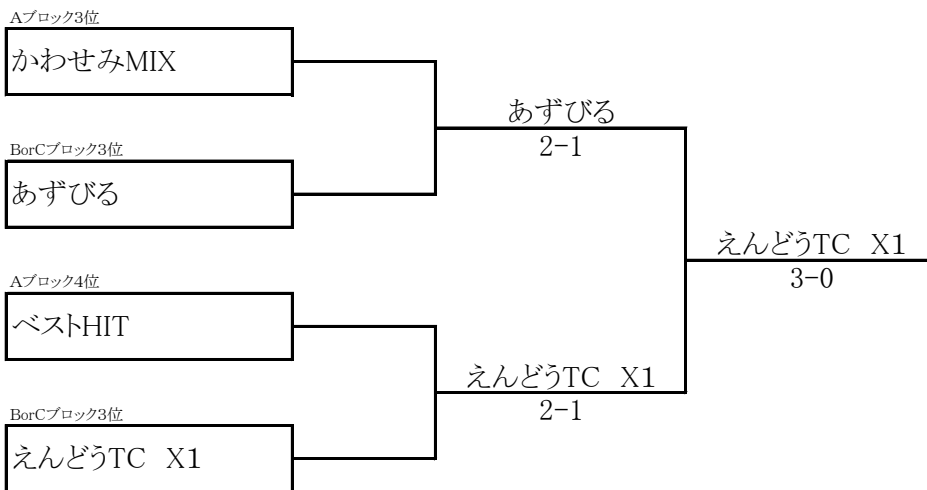 Aブロック3位
かわせみMIX
あずびる
2-1
BorCブロック3位
あずびる
えんどうTC　X1
3-0
Aブロック4位
ベストHIT
えんどうTC　X1
2-1
BorCブロック3位
えんどうTC　X1